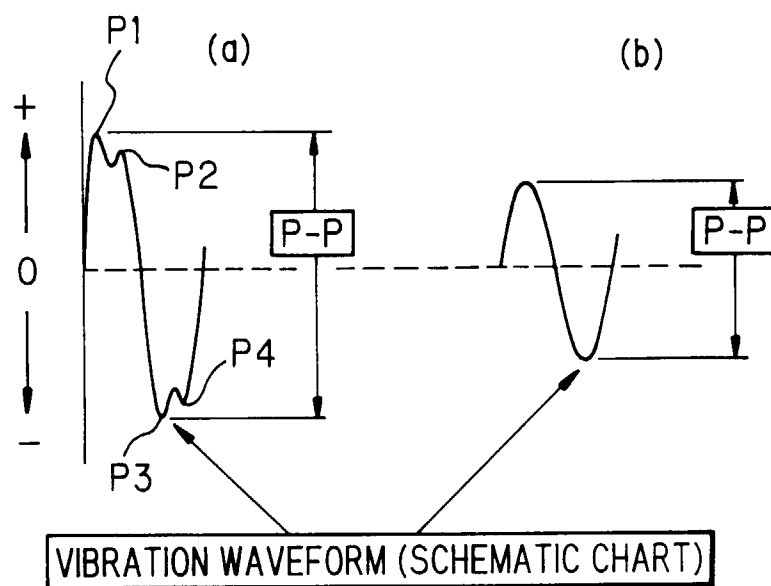 P1
(a)
(b)
+
P2
P-P
P-P
0
P4
-
P3
VIBRATION WAVEFORM (SCHEMATIC CHART)